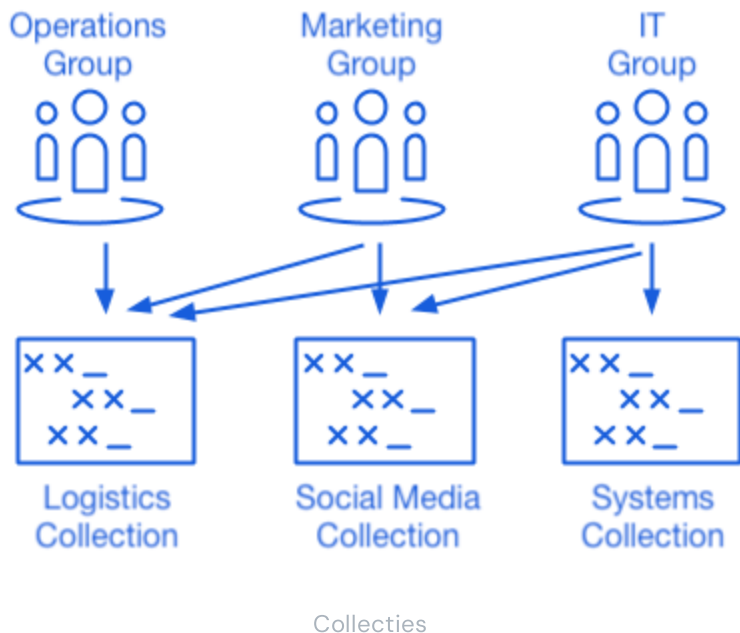 Operations
Group
Marketing
Group
IT
Group
××_
××_
××_
××_
××_
××_
××_
××_
××_
Logistics
Collection
Social Media
Collection
Systems
Collection
Collecties